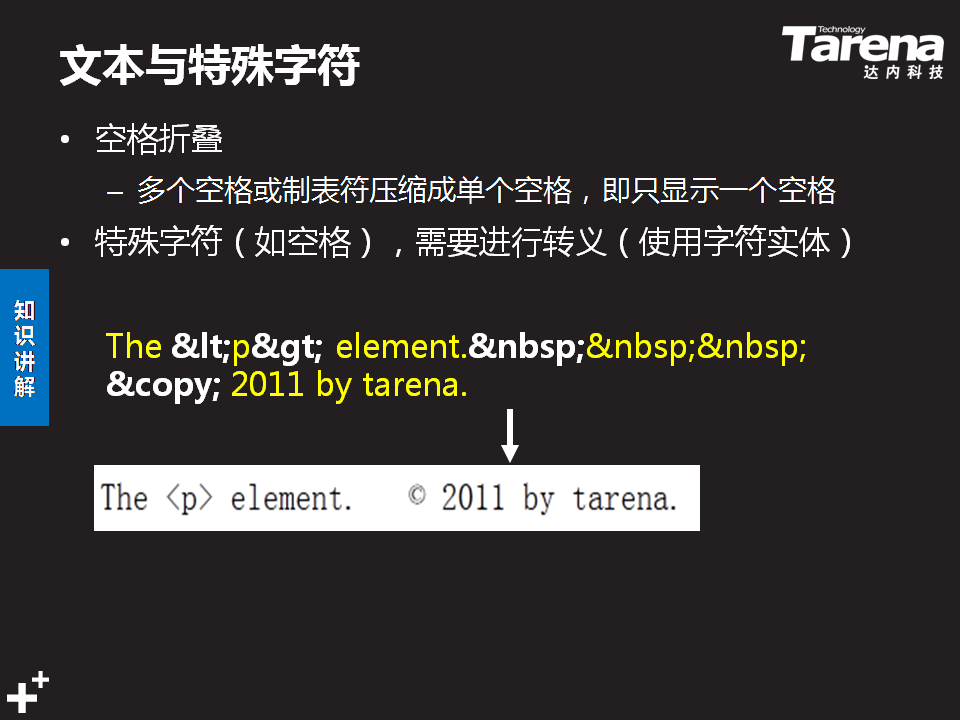 文本与特殊字符
Technology
Tarena
达内科技
• 空格折叠
– 多个空格或制表符压缩成单个空格，即只显示一个空格
• 特殊字符（如空格），需要进行转义（使用字符实体）
知识讲解
The &lt;p&gt; element.&nbsp;&nbsp;&nbsp;
&copy; 2011 by tarena.
The <p> element.   © 2011 by tarena.